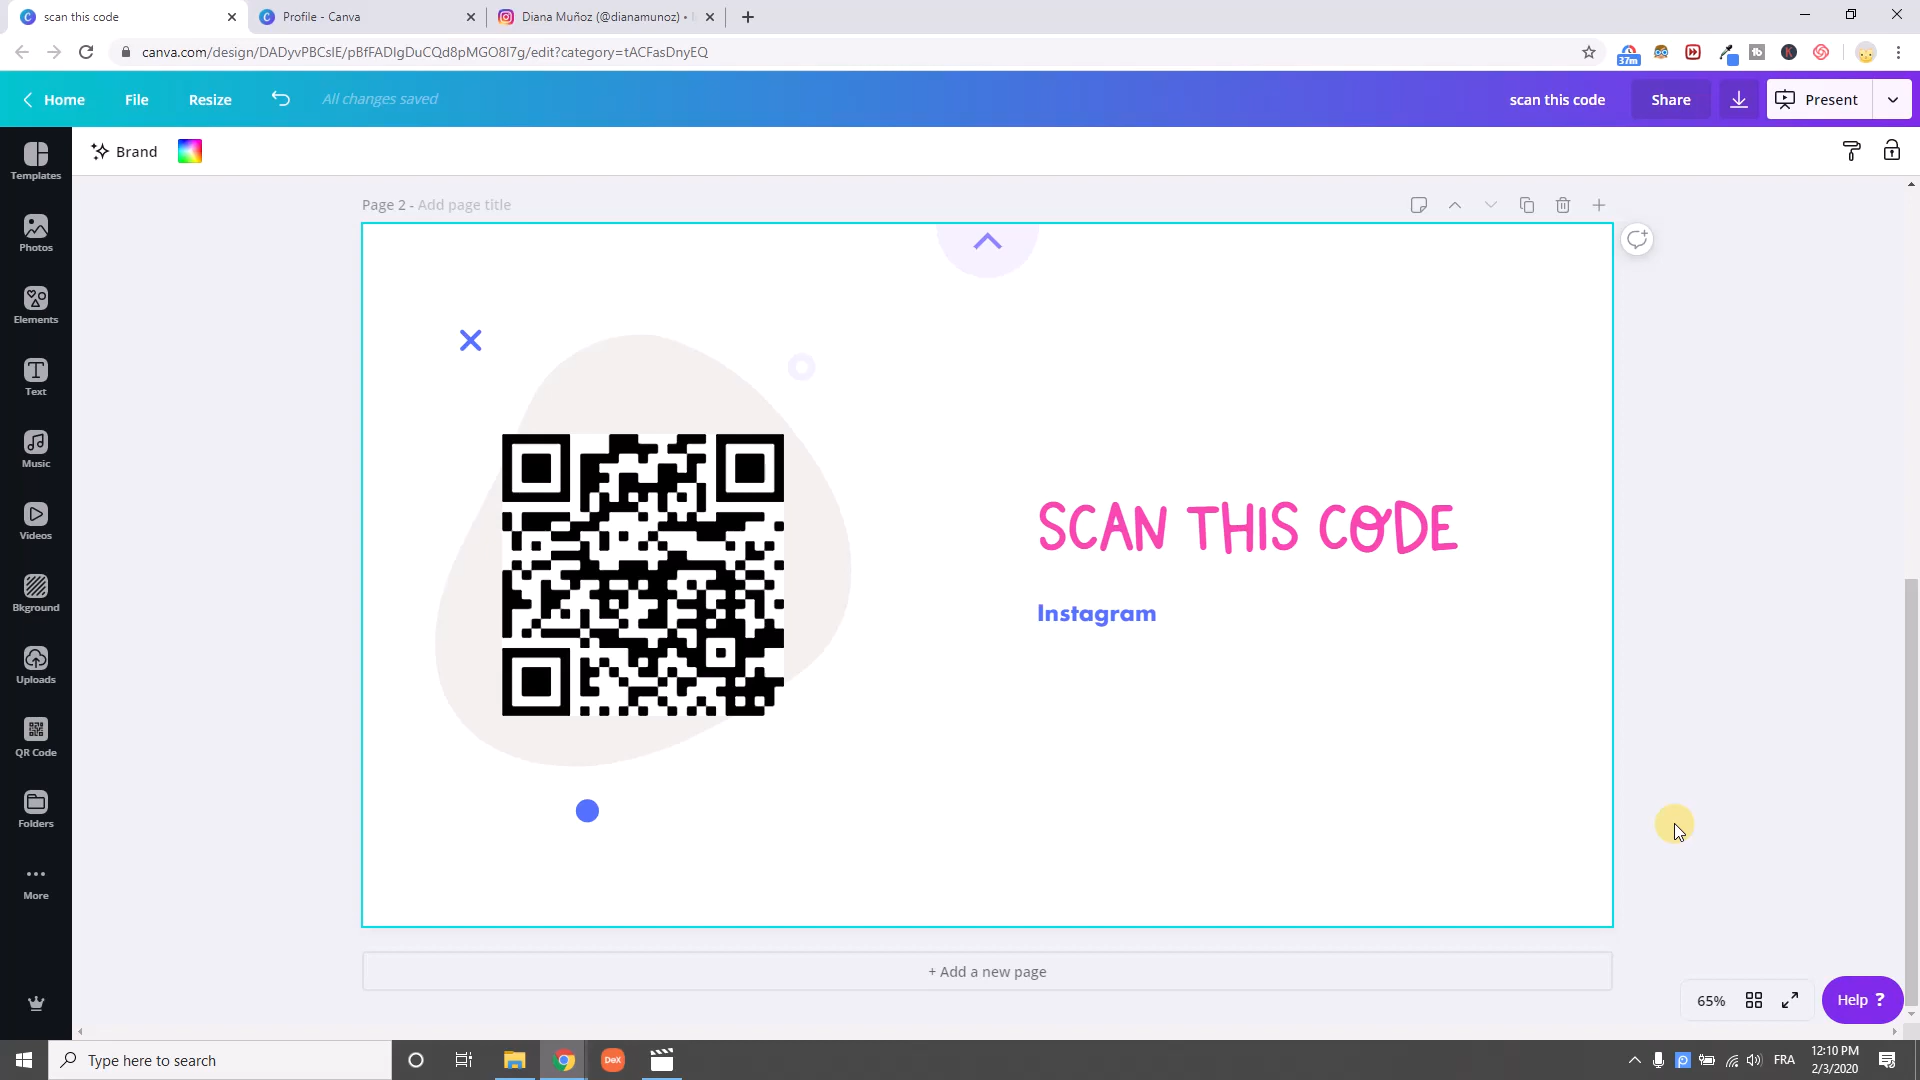 scan this code
Profile - Canva
Diana Muñoz (@dianamunoz) •
canva.com/design/DADyvPBCsIE/pBfFADIgDuCQd8pMGO8I7g/edit?category=tACFasDnyEQ
37m
Home
File
Resize
All changes saved
scan this code
Share
Present
Brand
Templates
Photos
Elements
Text
Music
Videos
Bkground
Uploads
QR Code
Folders
More
Page 2 - Add page title
SCAN THIS CODE
Instagram
+ Add a new page
65%
Help ?
Type here to search
DeX
FRA
12:10 PM
2/3/2020